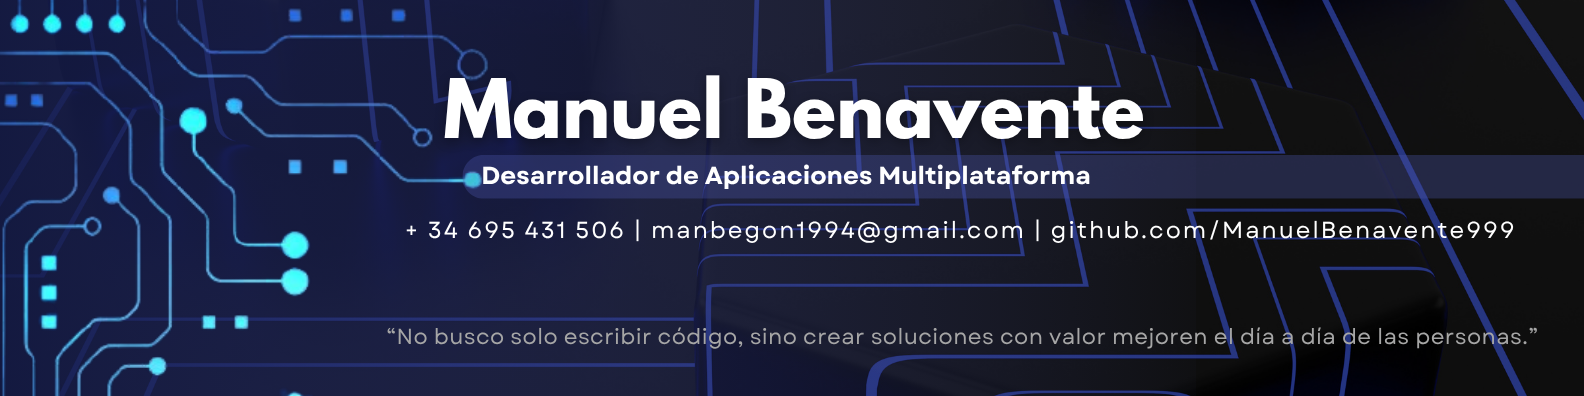 Manuel Benavente
Desarrollador de Aplicaciones Multiplataforma
+ 34 695 431 506 | manbegon1994@gmail.com | github.com/ManuelBenavente999
“No busco solo escribir código, sino crear soluciones con valor mejoren el día a día de las personas.”